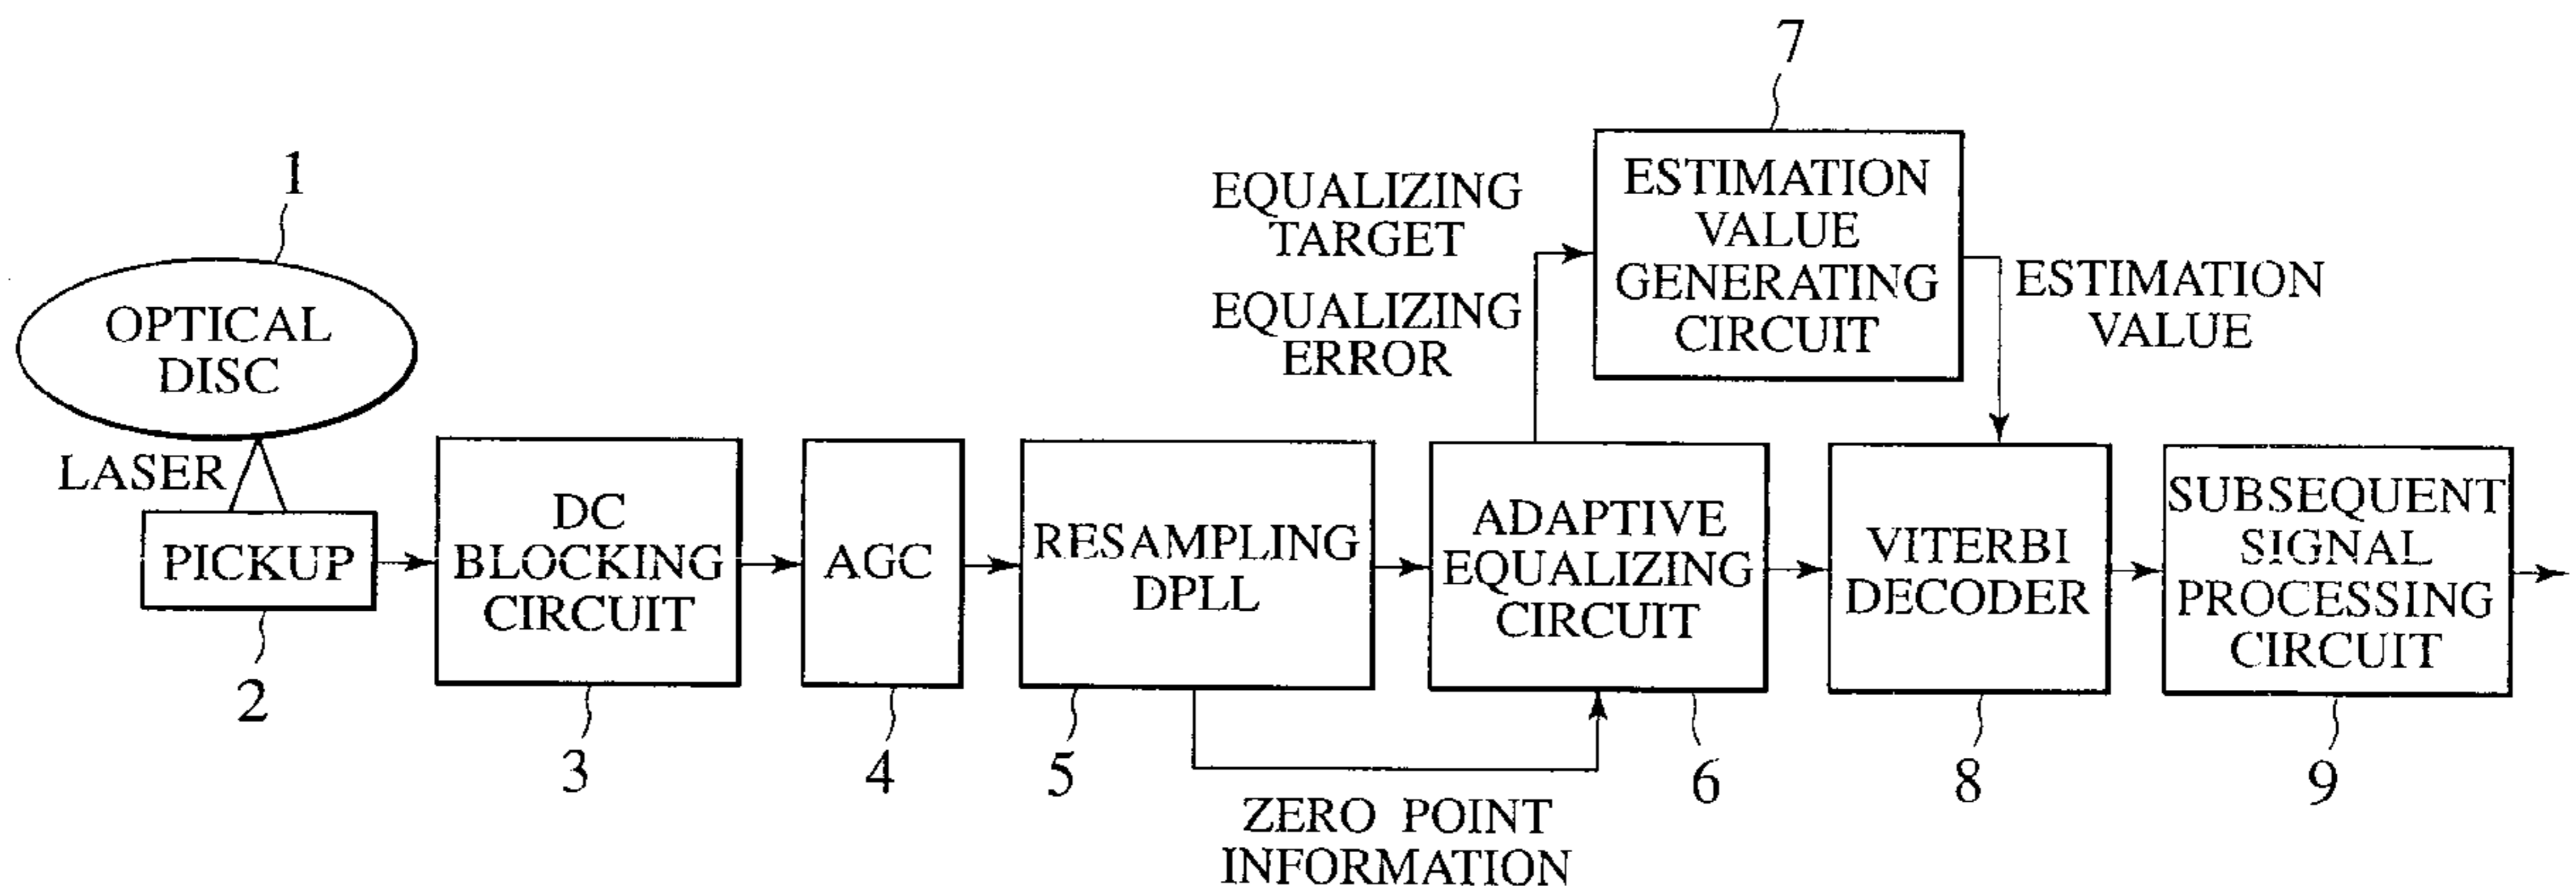 7
1
EQUALIZING
TARGET
EQUALIZING
ERROR
ESTIMATION
VALUE
GENERATING
CIRCUIT
ESTIMATION
VALUE
OPTICAL
DISC
LASER
PICKUP
DC
BLOCKING
CIRCUIT
AGC
RESAMPLING
DPLL
ADAPTIVE
EQUALIZING
CIRCUIT
VITERBI
DECODER
SUBSEQUENT
SIGNAL
PROCESSING
CIRCUIT
2
3
4
5
6
8
9
ZERO POINT
INFORMATION